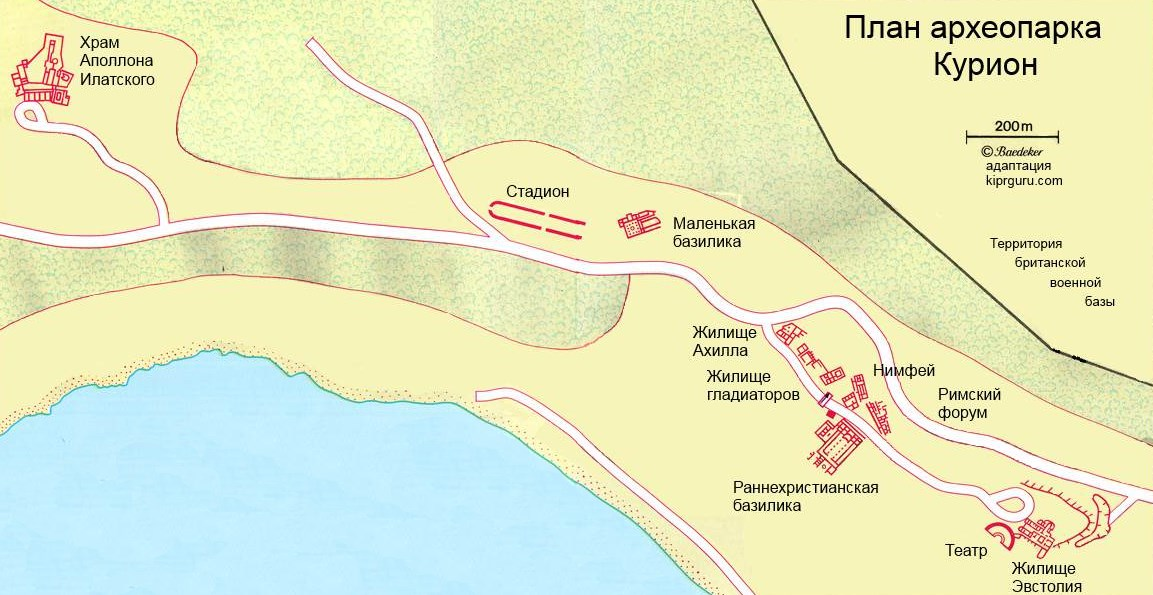 План археопарка
Курион
200 m
© Baedeker
адаптация
kiprguru.com
Храм
Аполлона
Илатского
Стадион
Маленькая
базилика
Территория
британской
военной
базы
Жилище
Ахилла
Жилище
гладиаторов
Нимфей
Римский
форум
Раннехристианская
базилика
Театр
Жилище
Эвстолия